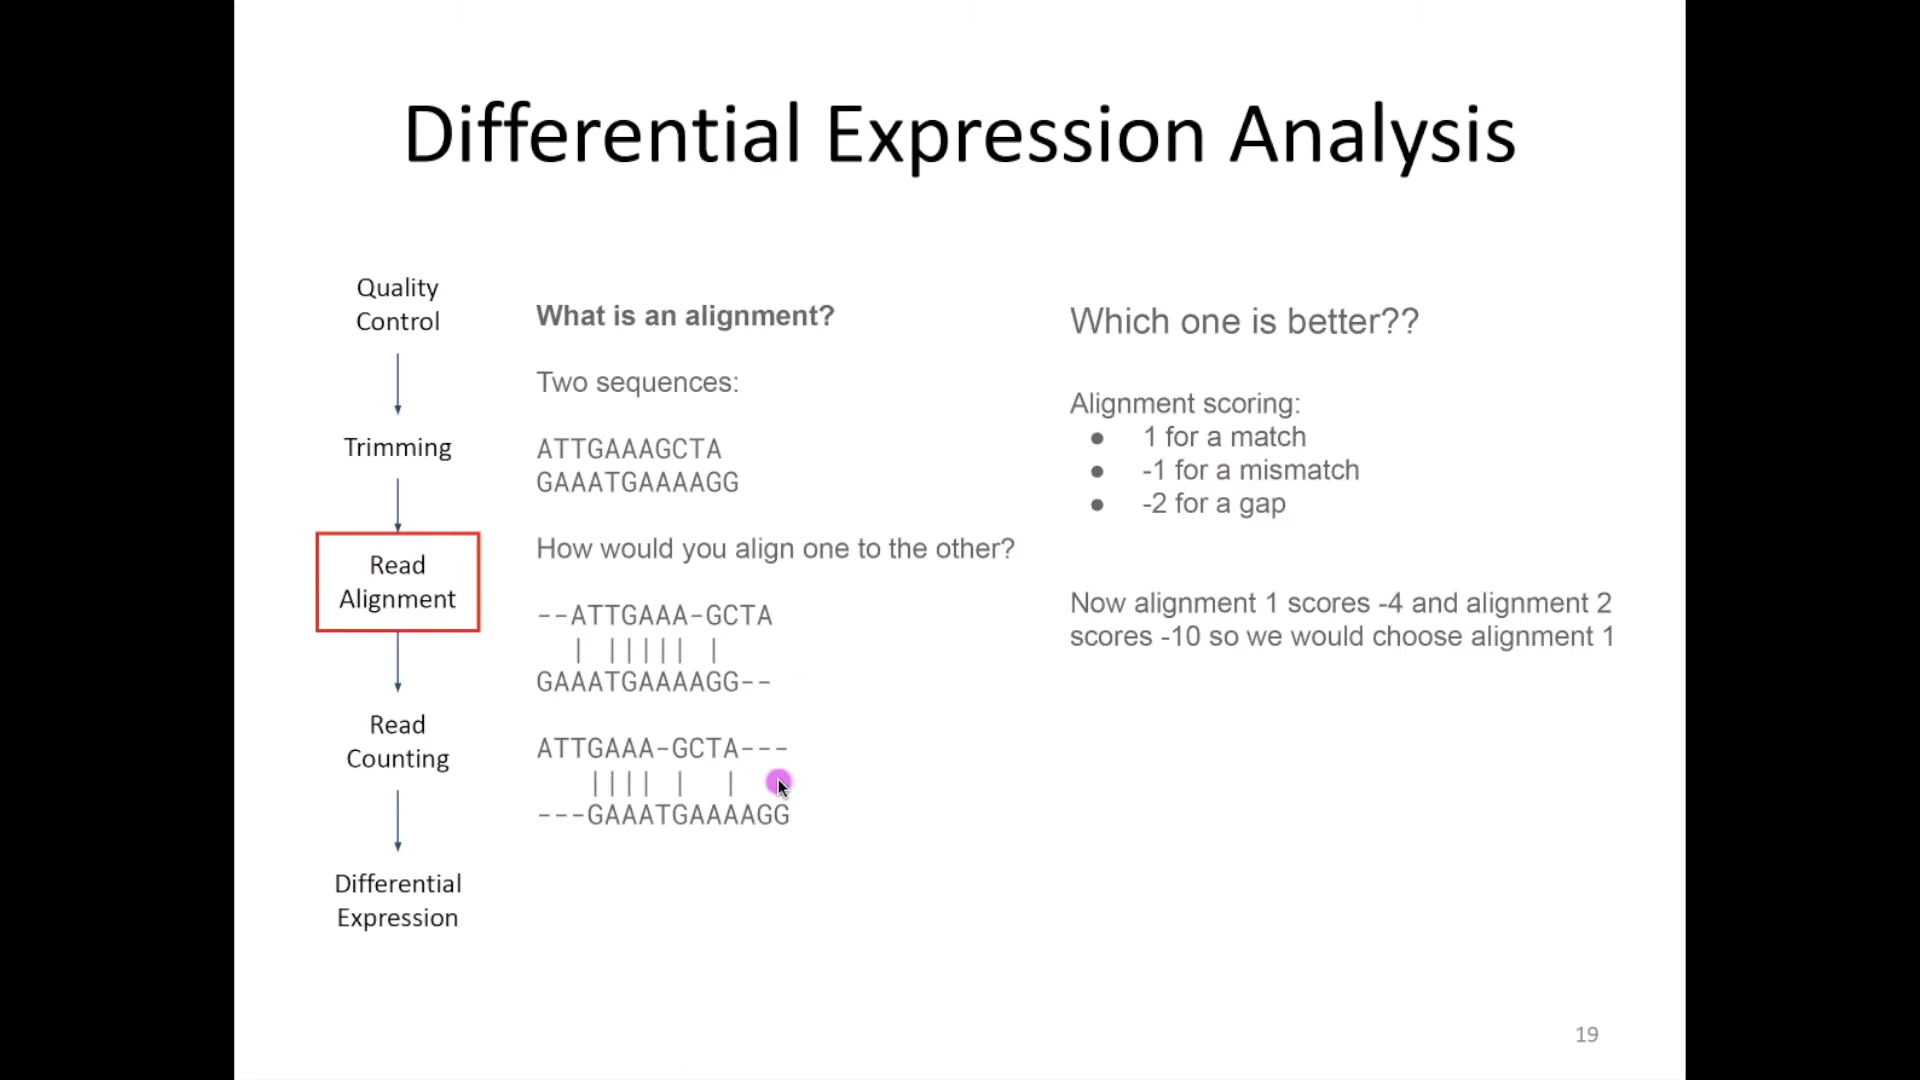 Differential Expression Analysis
Quality
Control
Trimming
Read
Alignment
Read
Counting
Differential
Expression
What is an alignment?
Two sequences:
ATTGAAAGCTA
GAAATGAAAAGG
How would you align one to the other?
--ATTGAAA-GCTA
| ||||| |
GAAATGAAAAGG--
ATTGAAA-GCTA---
|||| | |
---GAAATGAAAAGG
Which one is better??
Alignment scoring:
● 1 for a match
● -1 for a mismatch
● -2 for a gap
Now alignment 1 scores -4 and alignment 2
scores -10 so we would choose alignment 1
19